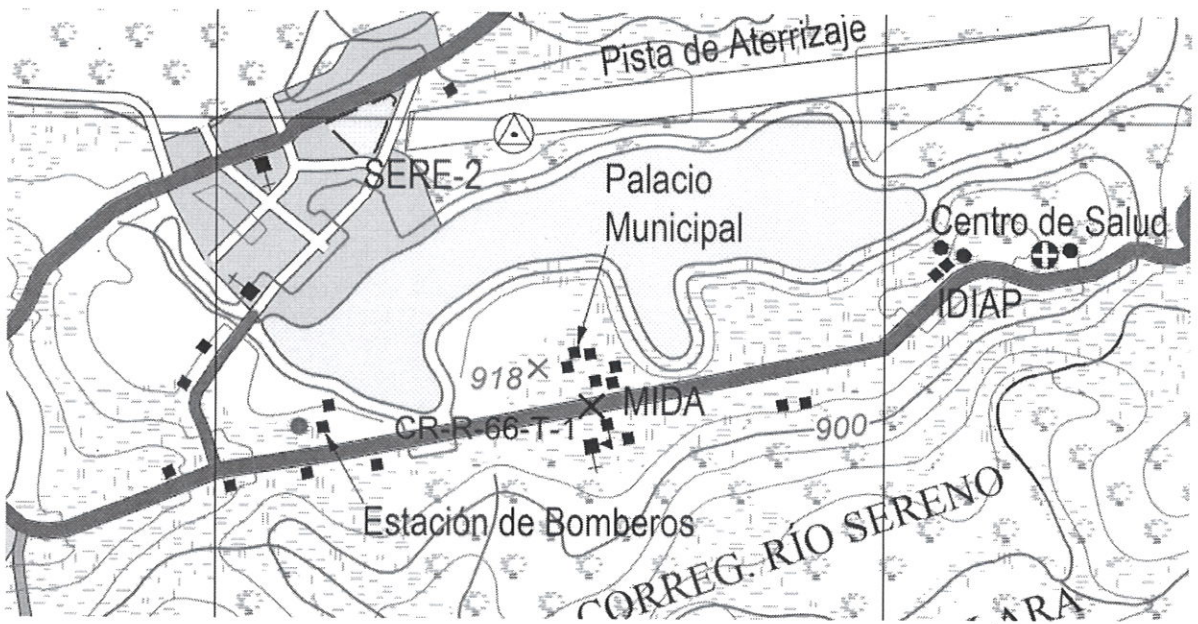 Pista de Aterrizaje
SERE-2
Palacio
Municipal
Centro de Salud
IDIAP
918
MIDA
CR-R-66-T-1
900
Estación de Bomberos
CORREG. RÍO SERENO